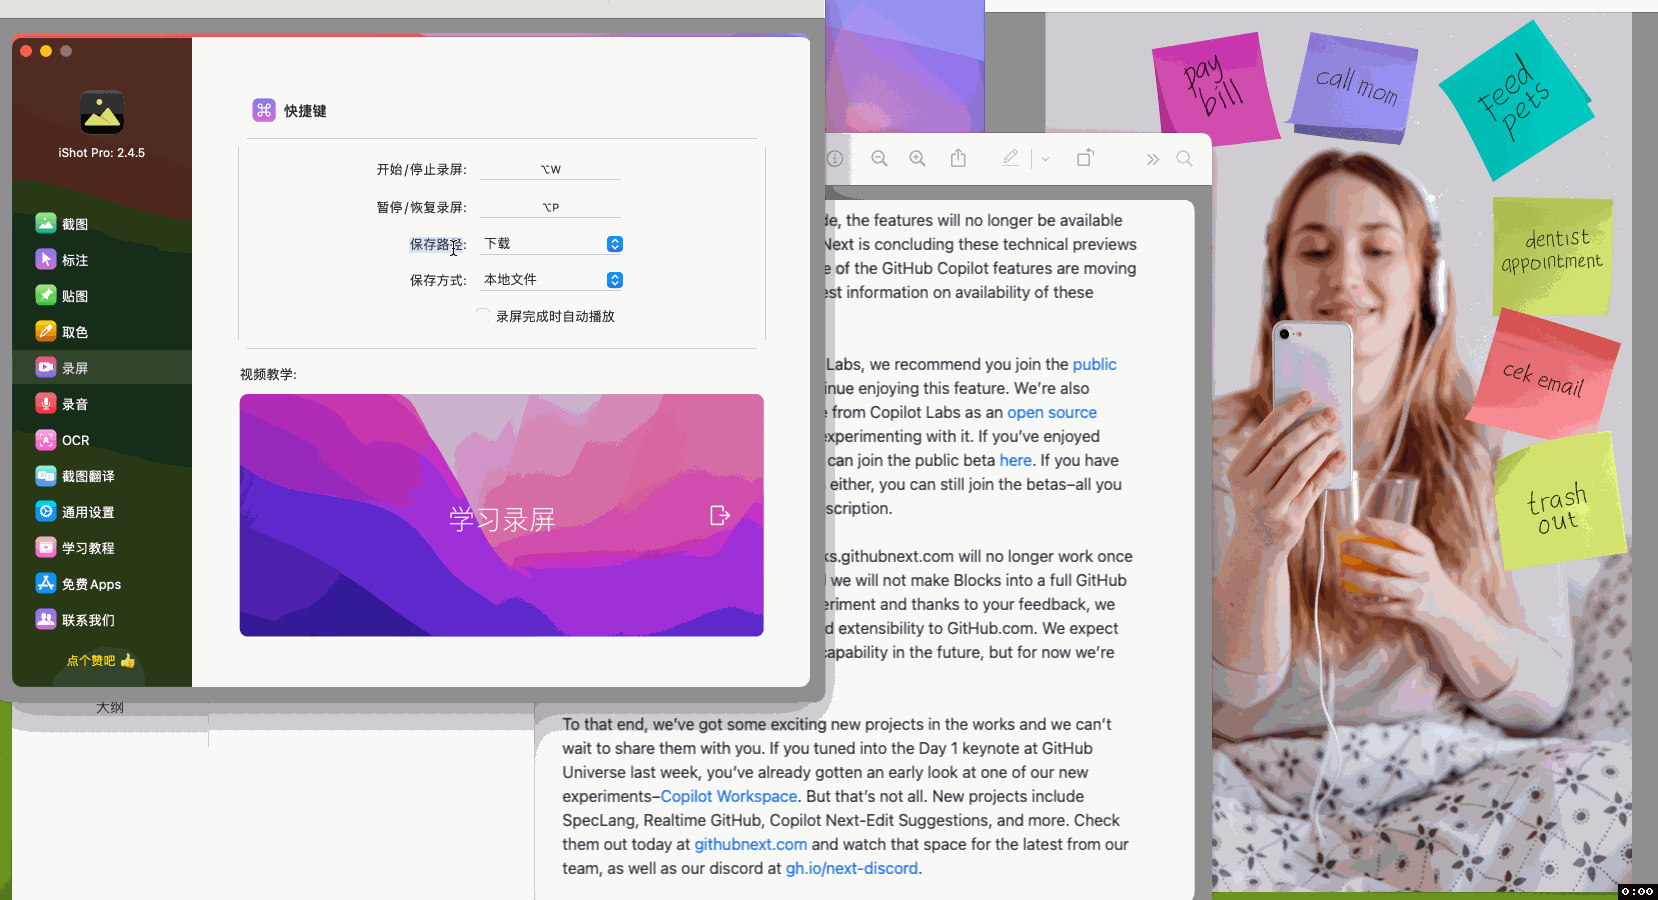 iShot Pro: 2.4.5
截图
标注
贴图
取色
录屏
录音
OCR
截图翻译
通用设置
学习教程
免费Apps
联系我们
点个赞吧👍
快捷键
开始/停止录屏: ⌥W
暂停/恢复录屏: ⌥P
保存路径: 下载
保存方式: 本地文件
录屏完成时自动播放
视频教学:
学习录屏
大纲
the features will no longer be available
Next is concluding these technical previews
of the GitHub Copilot features are moving
information on availability of these
Labs, we recommend you join the public
enjoying this feature. We're also
from Copilot Labs as an open source
experimenting with it. If you've enjoyed
can join the public beta here. If you have
either, you can still join the betas–all you
.githubnext.com will no longer work once
we will not make Blocks into a full GitHub
and thanks to your feedback, we
extensibility to GitHub.com. We expect
capability in the future, but for now we're
To that end, we've got some exciting new projects in the works and we can't
wait to share them with you. If you tuned into the Day 1 keynote at GitHub
Universe last week, you've already gotten an early look at one of our new
experiments–Copilot Workspace. But that's not all. New projects include
SpecLang, Realtime GitHub, Copilot Next-Edit Suggestions, and more. Check
them out today at githubnext.com and watch that space for the latest from our
team, as well as our discord at gh.io/next-discord.
pay
bill
call mom
Feed
pets
dentist
appointment
cek email
trash
out
0:00